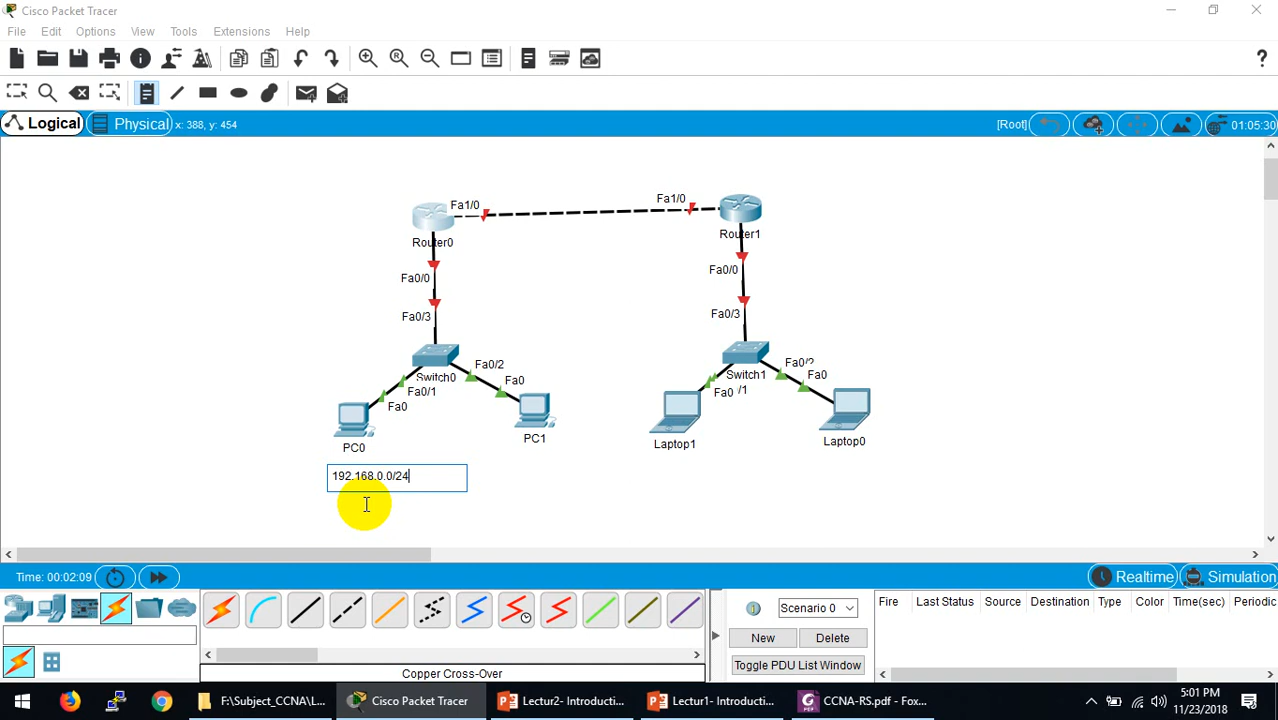 Cisco Packet Tracer
File Edit Options View Tools Extensions Help
?
Logical Physical x: 388, y: 454 [Root] 01:05:30
Fa1/0 Fa1/0
Router0 Router1
Fa0/0 Fa0/0
Fa0/3 Fa0/3
Fa0/2 Fa0/2
Switch0 Fa0 Switch1 Fa0
Fa0/1 Fa0 /1
Fa0
PC0 PC1 Laptop1 Laptop0
192.168.0.0/24
Time: 00:02:09 Realtime Simulation
Scenario 0 Fire Last Status Source Destination Type Color Time(sec) Periodic
New Delete
Toggle PDU List Window
Copper Cross-Over
F:\Subject_CCNA\L... Cisco Packet Tracer Lectur2- Introducti... Lectur1- Introducti... CCNA-RS.pdf - Fox...
5:01 PM
11/23/2018